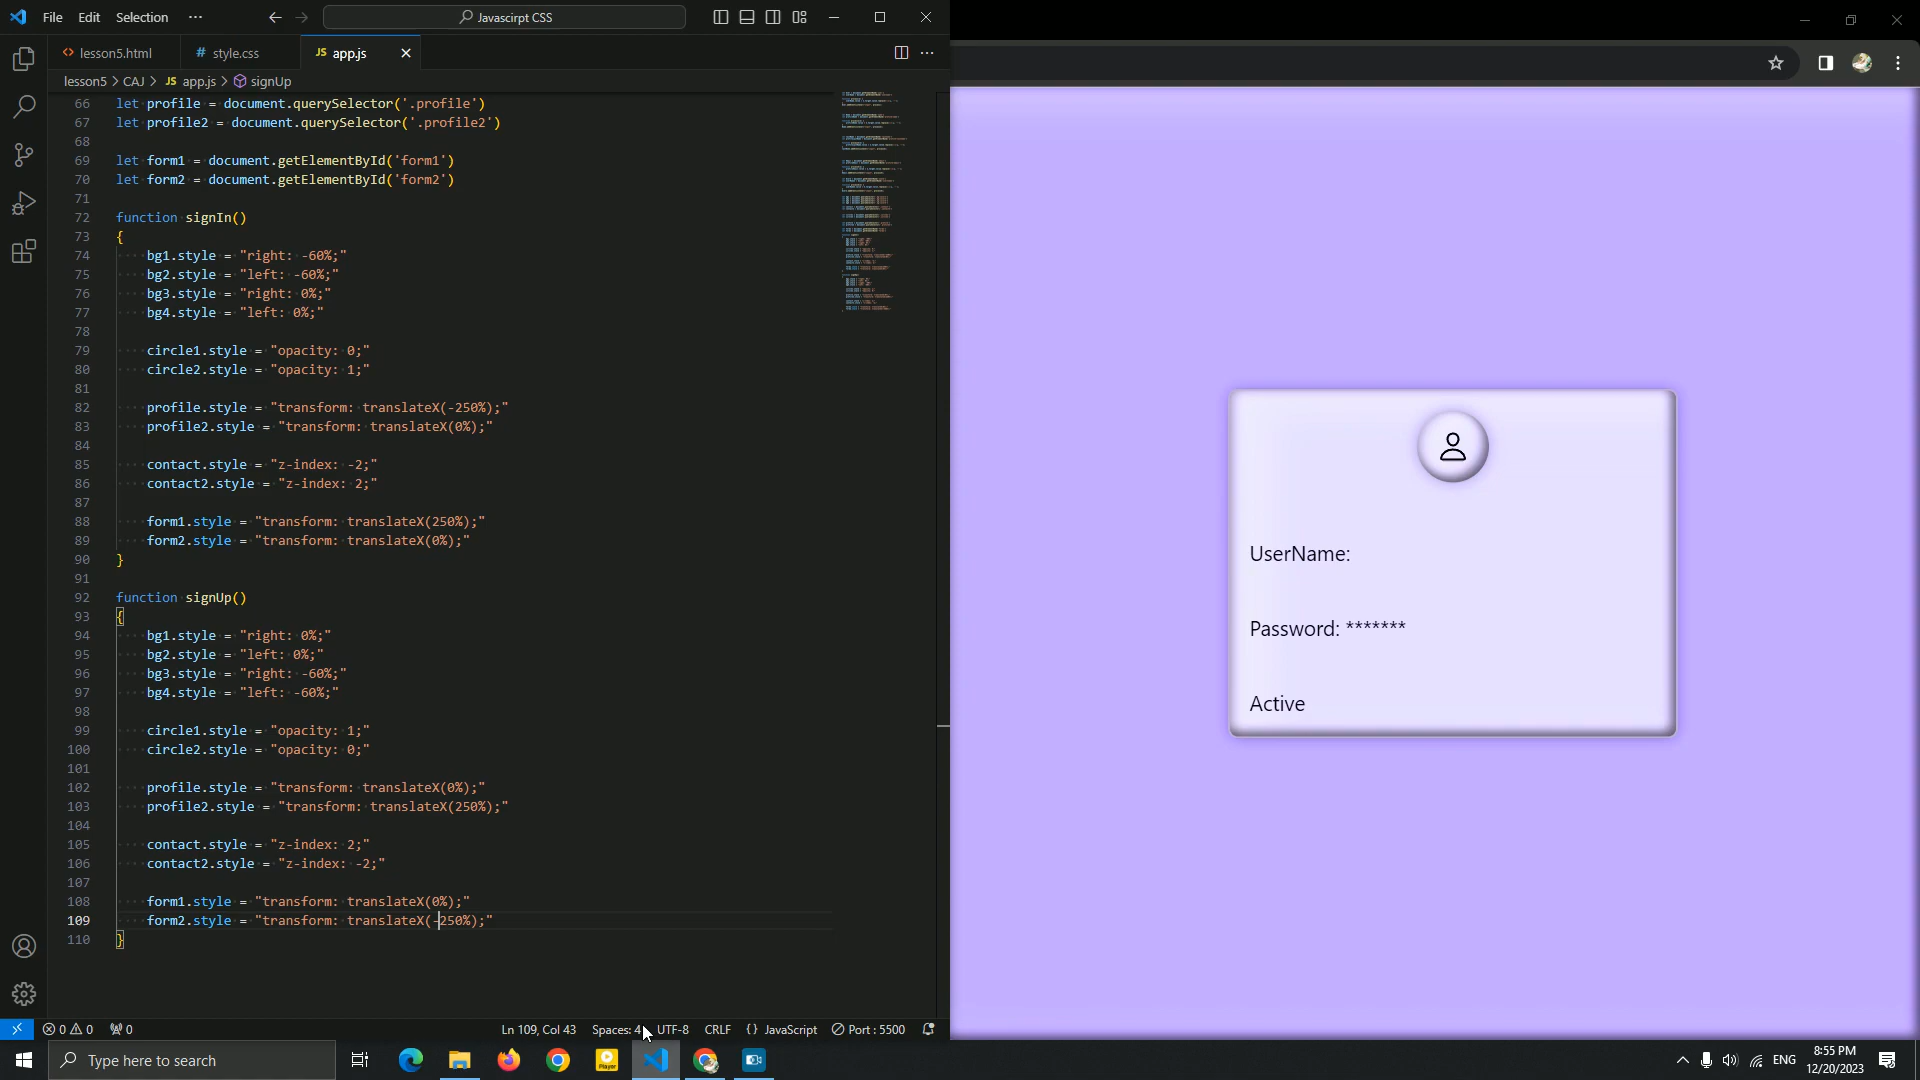 File Edit Selection ···
Javascirpt CSS
lesson5.html
# style.css
JS app.js
lesson5 > CAJ > JS app.js > signUp
66 let profile = document.querySelector('.profile')
67 let profile2 = document.querySelector('.profile2')
68
69 let form1 = document.getElementById('form1')
70 let form2 = document.getElementById('form2')
71
72 function signIn()
73 {
74 bg1.style = "right: -60%;"
75 bg2.style = "left: -60%;"
76 bg3.style = "right: 0%;"
77 bg4.style = "left: 0%;"
78
79 circle1.style = "opacity: 0;"
80 circle2.style = "opacity: 1;"
81
82 profile.style = "transform: translateX(-250%);"
83 profile2.style = "transform: translateX(0%);"
84
85 contact.style = "z-index: -2;"
86 contact2.style = "z-index: 2;"
87
88 form1.style = "transform: translateX(250%);"
89 form2.style = "transform: translateX(0%);"
90 }
91
92 function signUp()
93 {
94 bg1.style = "right: 0%;"
95 bg2.style = "left: 0%;"
96 bg3.style = "right: -60%;"
97 bg4.style = "left: -60%;"
98
99 circle1.style = "opacity: 1;"
100 circle2.style = "opacity: 0;"
101
102 profile.style = "transform: translateX(0%);"
103 profile2.style = "transform: translateX(250%);"
104
105 contact.style = "z-index: 2;"
106 contact2.style = "z-index: -2;"
107
108 form1.style = "transform: translateX(0%);"
109 form2.style = "transform: translateX(-250%);"
110 }
UserName:
Password: *******
Active
0 0 0 Ln 109, Col 43 Spaces: 4 UTF-8 CRLF {} JavaScript Port : 5500
Type here to search
Player
ENG
8:55 PM
12/20/2023